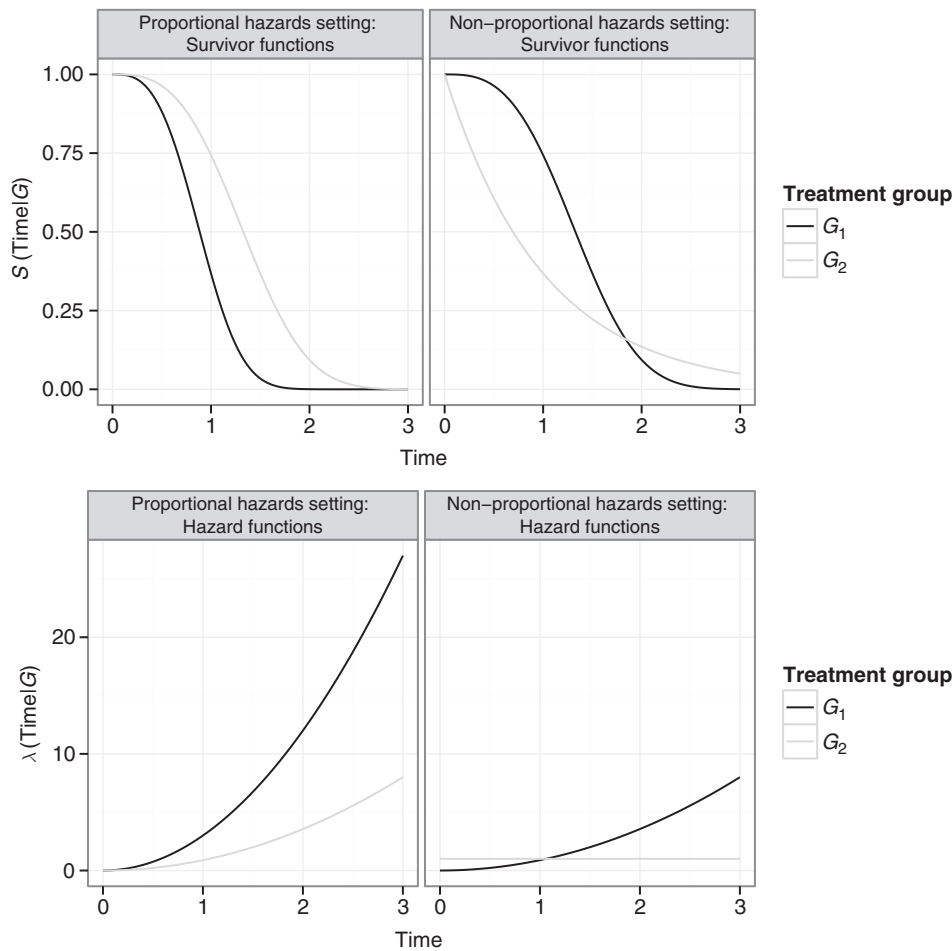 Proportional hazards setting:
Survivor functions
Non−proportional hazards setting:
Survivor functions
1.00
0.75
0.50
0.25
0.00
S (Time|G)
0 1 2 3
0 1 2 3
Time
Treatment group
G1
G2
Proportional hazards setting:
Hazard functions
Non−proportional hazards setting:
Hazard functions
20
10
0
λ (Time|G)
0 1 2 3
0 1 2 3
Time
Treatment group
G1
G2